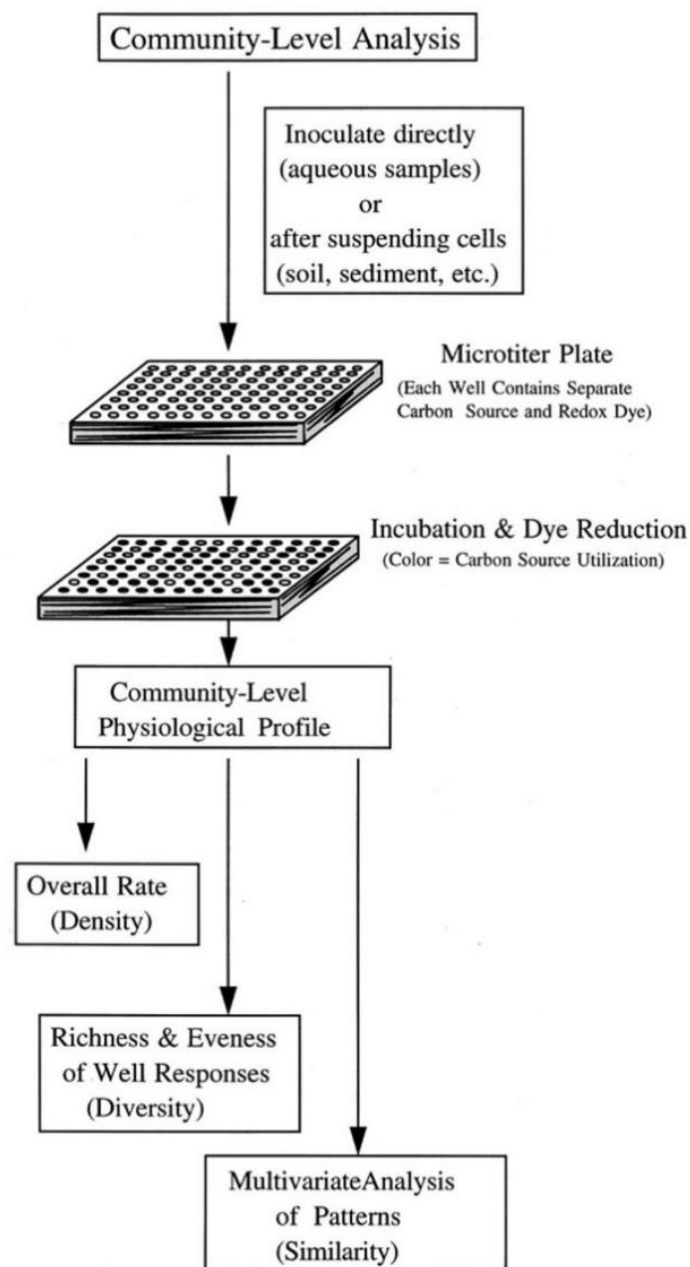 Community-Level Analysis
Inoculate directly
(aqueous samples)
or
after suspending cells
(soil, sediment, etc.)
Microtiter Plate
(Each Well Contains Separate
Carbon Source and Redox Dye)
Incubation & Dye Reduction
(Color = Carbon Source Utilization)
Community-Level
Physiological Profile
Overall Rate
(Density)
Richness & Eveness
of Well Responses
(Diversity)
MultivariateAnalysis
of Patterns
(Similarity)